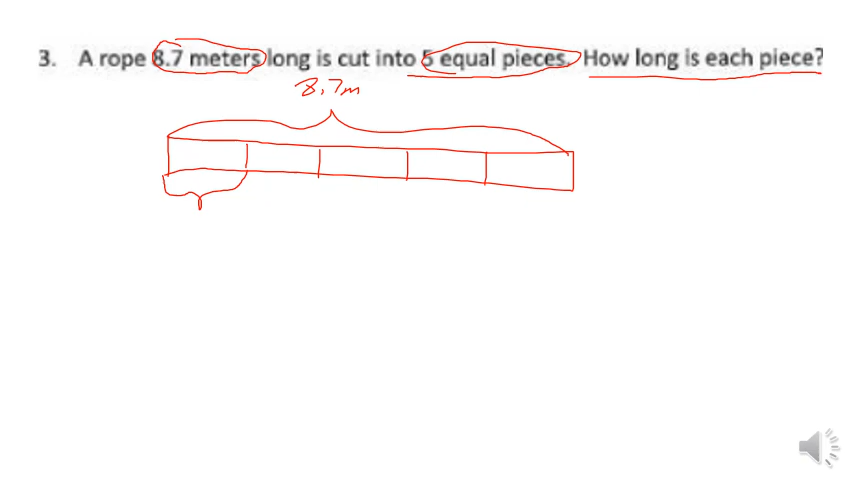 3. A rope 8.7 meters long is cut into 5 equal pieces. How long is each piece?
8.7m